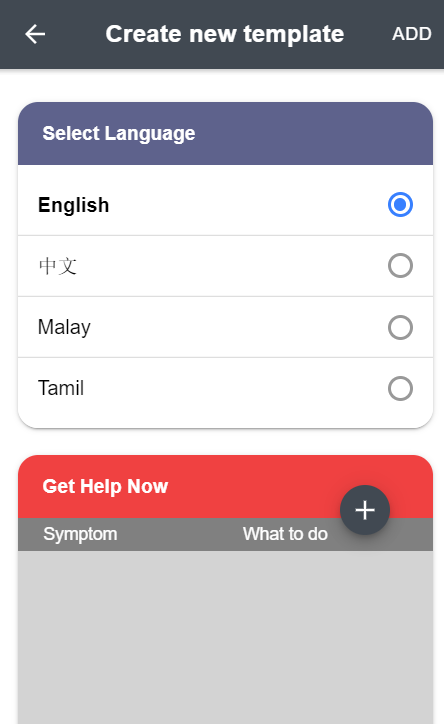 Create new template ADD
Select Language
English
中文
Malay
Tamil
Get Help Now
Symptom What to do